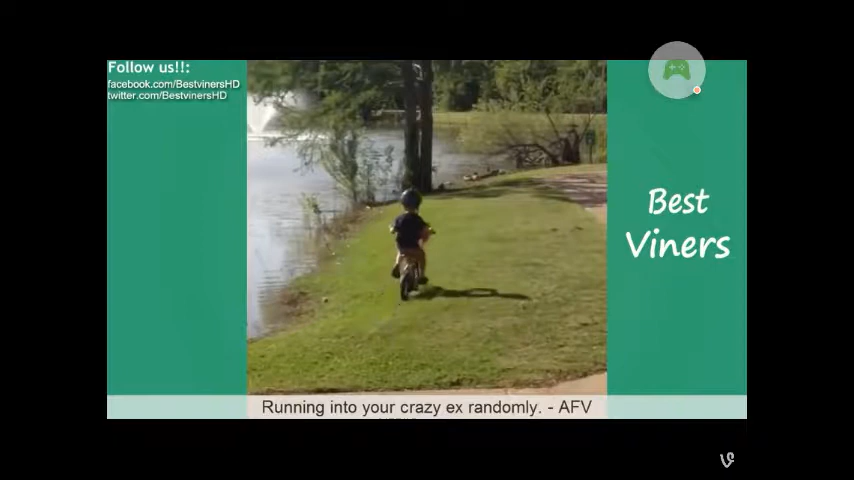 Follow us!!:
facebook.com/BestvinersHD
twitter.com/BestvinersHD
Best
Viners
Running into your crazy ex randomly. - AFV